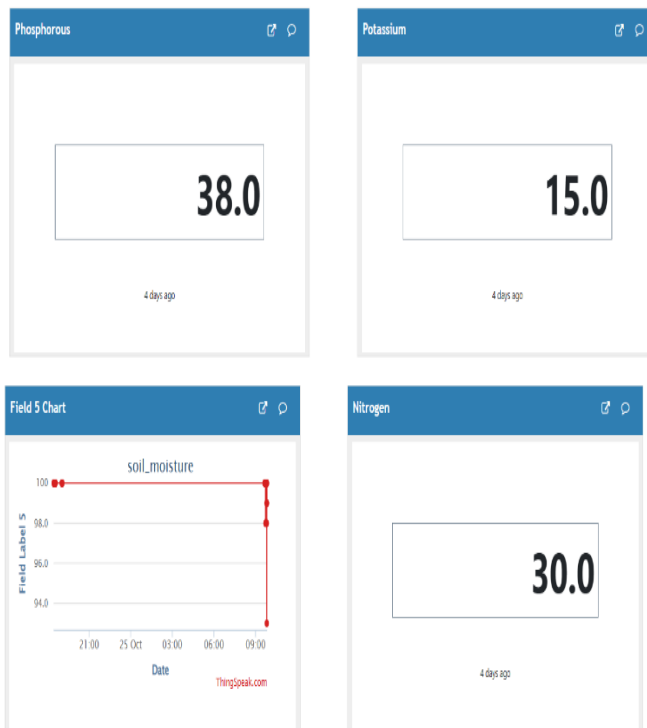 Phosphorous
38.0
4 days ago
Potassium
15.0
4 days ago
Field 5 Chart
soil_moisture
Field Label 5
100
98.0
96.0
94.0
21:00 25 Oct 03:00 06:00 09:00
Date
ThingSpeak.com
Nitrogen
30.0
4 days ago